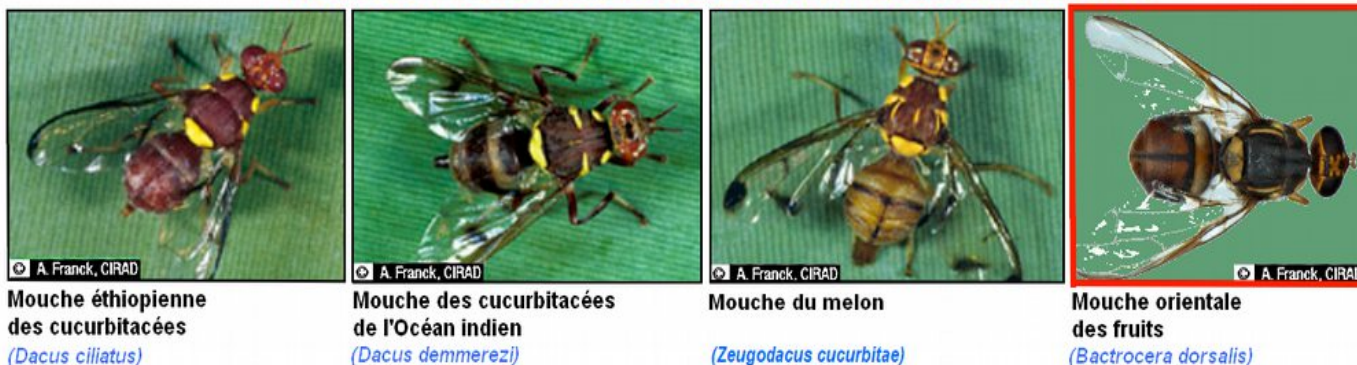 © A. Franck, CIRAD
© A. Franck, CIRAD
© A. Franck, CIRAD
© A. Franck, CIRAD
Mouche éthiopienne
des cucurbitacées
(Dacus ciliatus)
Mouche des cucurbitacées
de l'Océan indien
(Dacus demmerezi)
Mouche du melon
(Zeugodacus cucurbitae)
Mouche orientale
des fruits
(Bactrocera dorsalis)